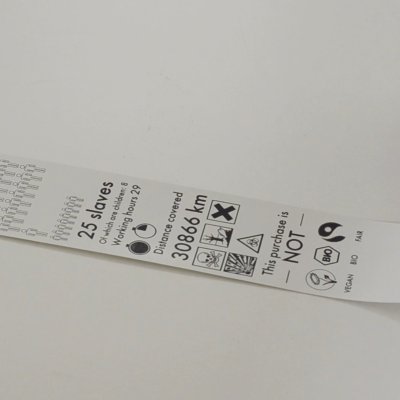 25 slaves
Of which are children: 8
Working hours 29
Distance covered
30866 km
This purchase is
NOT
BIO
VEGAN BIO FAIR